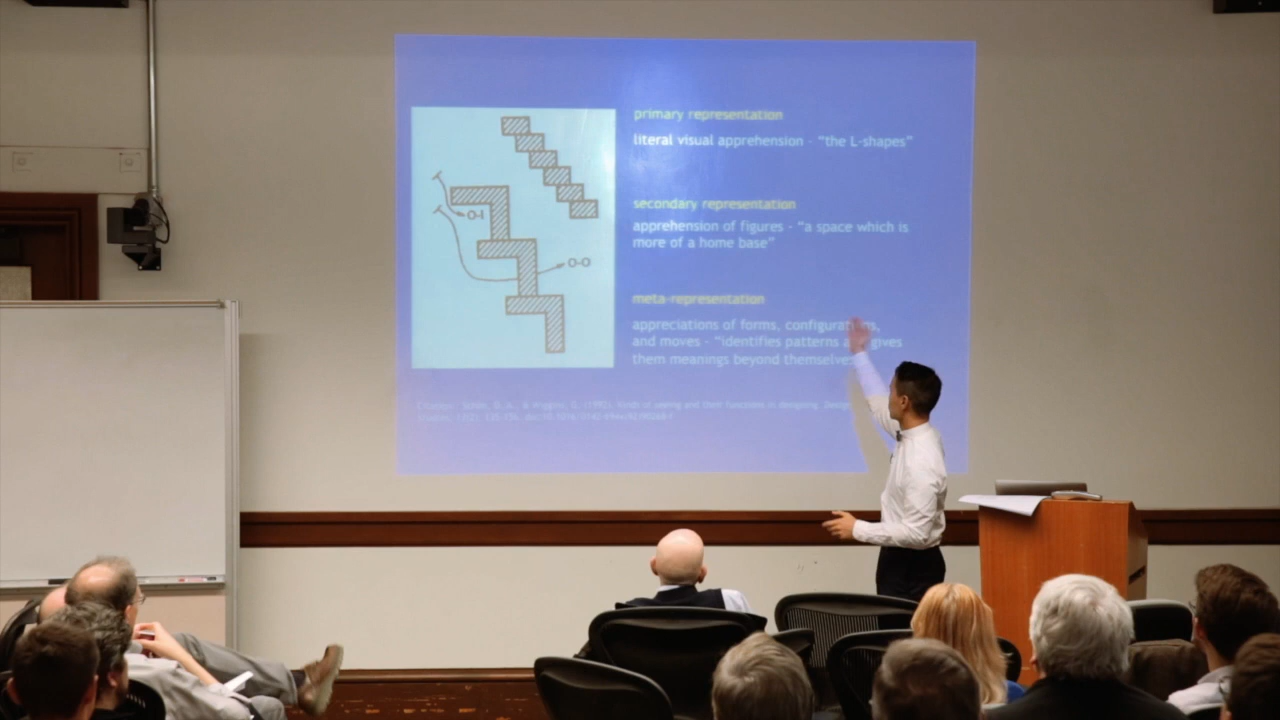 primary representation
literal visual apprehension - “the L-shapes”
secondary representation
apprehension of figures - “a space which is
more of a home base”
meta-representation
appreciations of forms, configurations,
and moves - “identifies patterns gives
them meanings beyond themselves
O-I
O-O